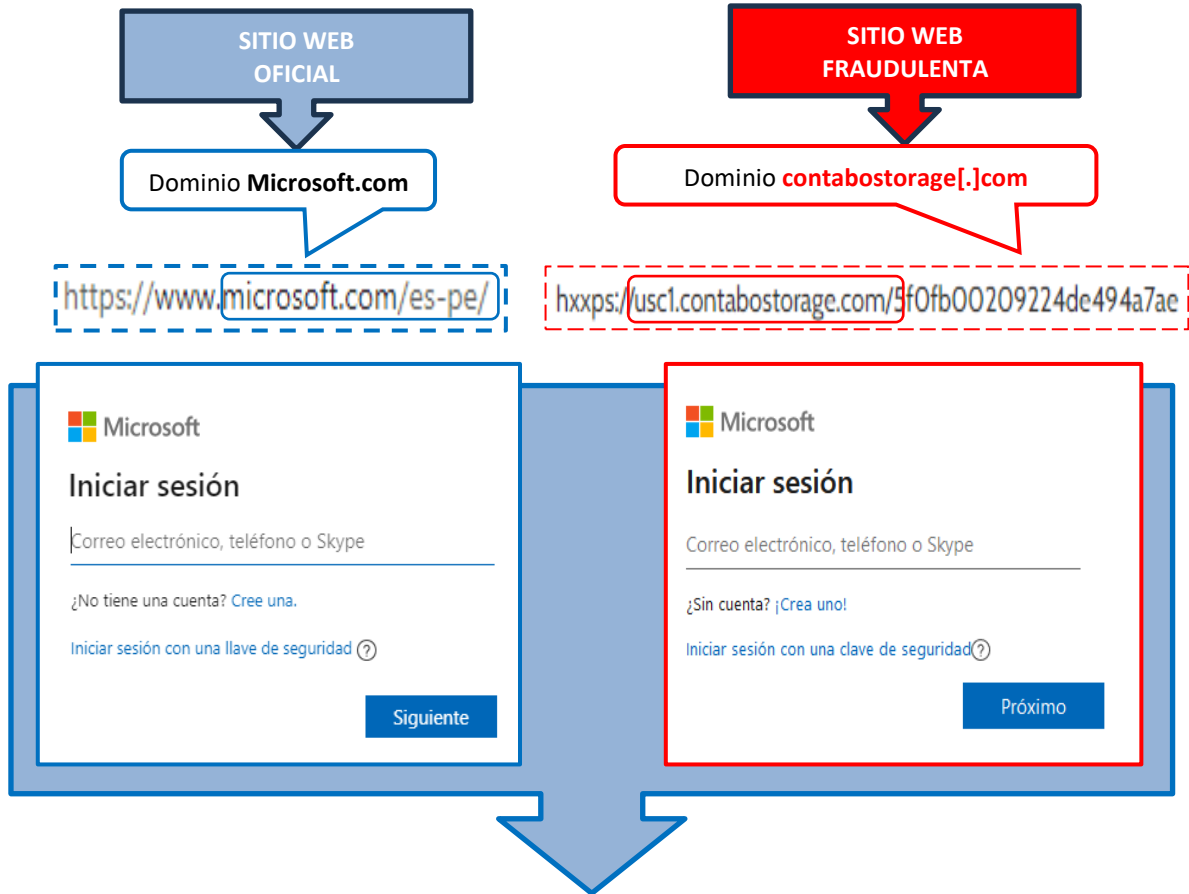 SITIO WEB
OFICIAL
SITIO WEB
FRAUDULENTA
Dominio Microsoft.com
Dominio contabostorage[.]com
https://www.microsoft.com/es-pe/
hxxps://usc1.contabostorage.com/5f0fb00209224de494a7ae
Microsoft
Iniciar sesión
Correo electrónico, teléfono o Skype
¿No tiene una cuenta? Cree una.
Iniciar sesión con una llave de seguridad ?
Siguiente
Microsoft
Iniciar sesión
Correo electrónico, teléfono o Skype
¿Sin cuenta? ¡Crea uno!
Iniciar sesión con una clave de seguridad ?
Próximo